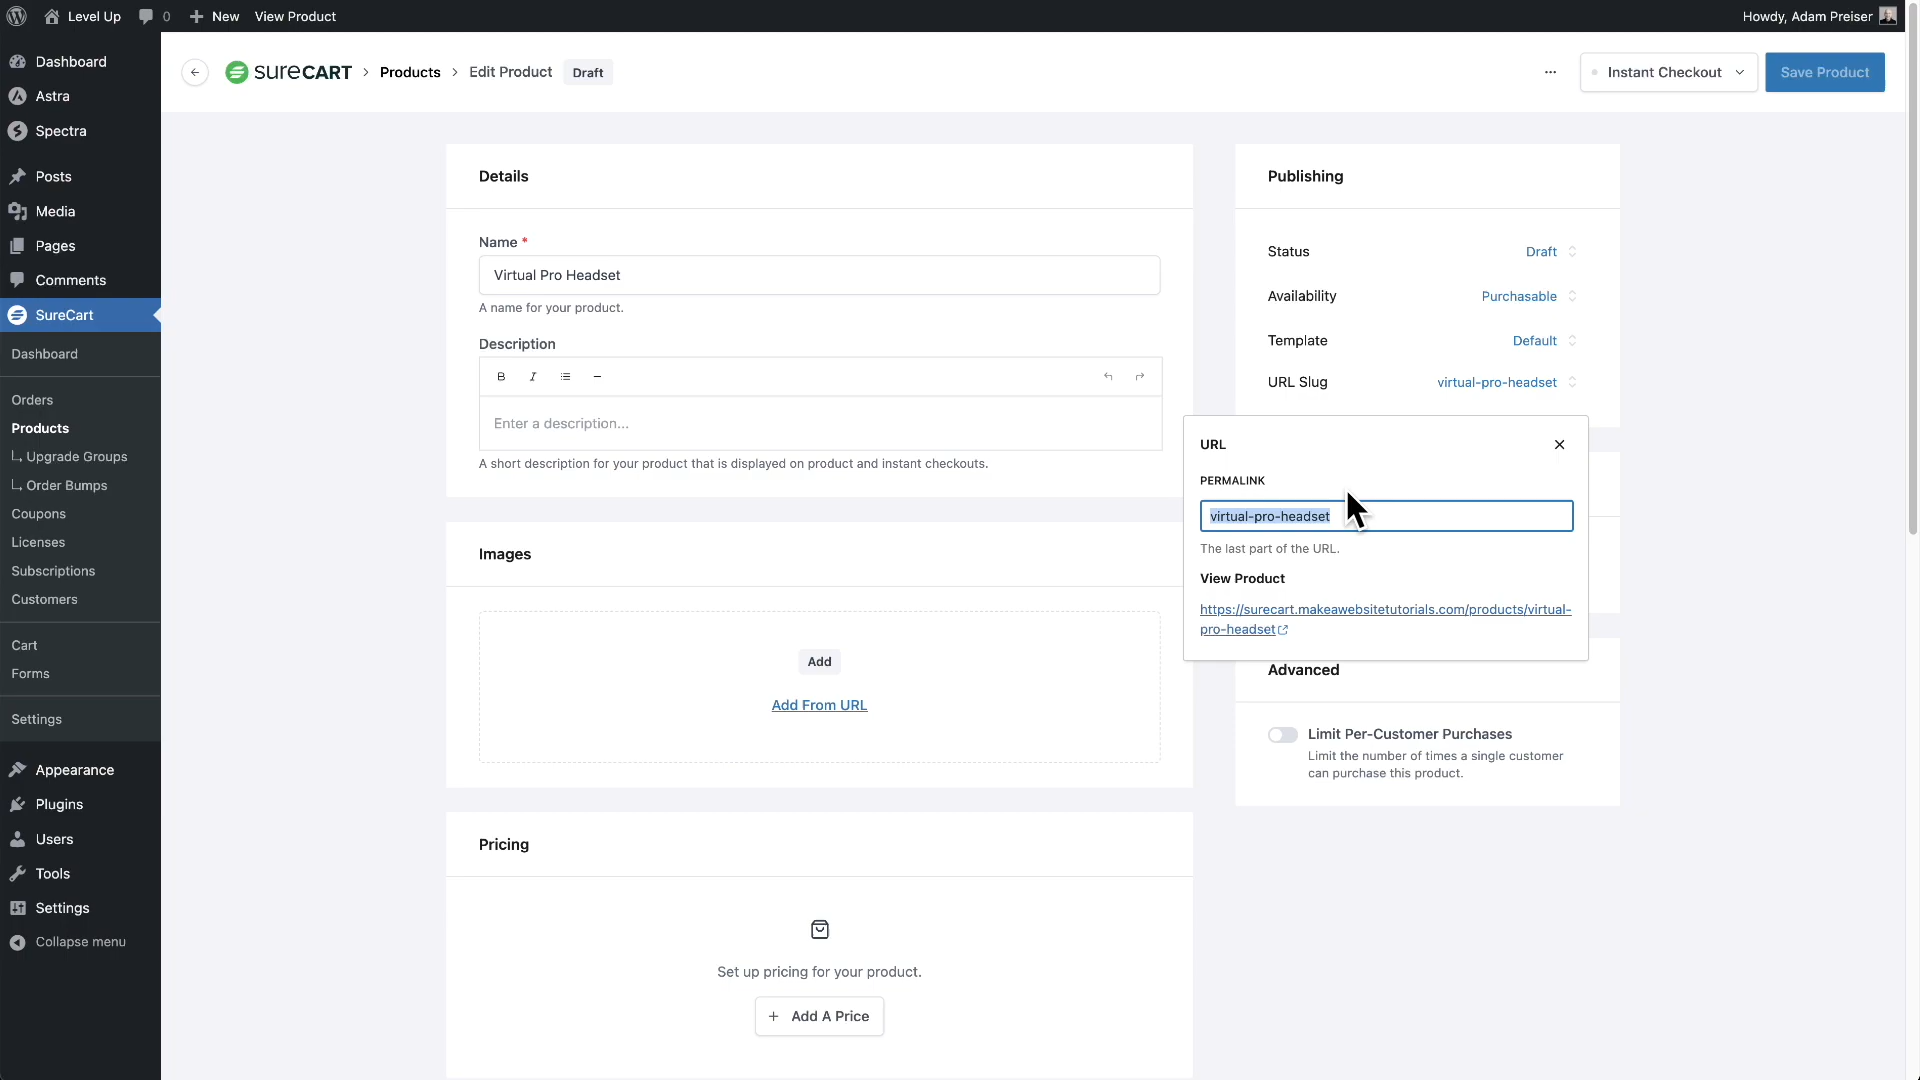 Level Up
0
New
View Product
Howdy, Adam Preiser
Dashboard
Astra
Spectra
Posts
Media
Pages
Comments
SureCart
Dashboard
Orders
Products
Upgrade Groups
Order Bumps
Coupons
Licenses
Subscriptions
Customers
Cart
Forms
Settings
Appearance
Plugins
Users
Tools
Settings
Collapse menu
SURECART
Products
Edit Product
Draft
Instant Checkout
Save Product
Details
Name *
Virtual Pro Headset
A name for your product.
Description
B
I
Enter a description...
A short description for your product that is displayed on product and instant checkouts.
Images
Add
Add From URL
Pricing
Set up pricing for your product.
+ Add A Price
Publishing
Status
Draft
Availability
Purchasable
Template
Default
URL Slug
virtual-pro-headset
URL
PERMALINK
virtual-pro-headset
The last part of the URL.
View Product
https://surecart.makeawebsitetutorials.com/products/virtual-
pro-headset
Advanced
Limit Per-Customer Purchases
Limit the number of times a single customer
can purchase this product.